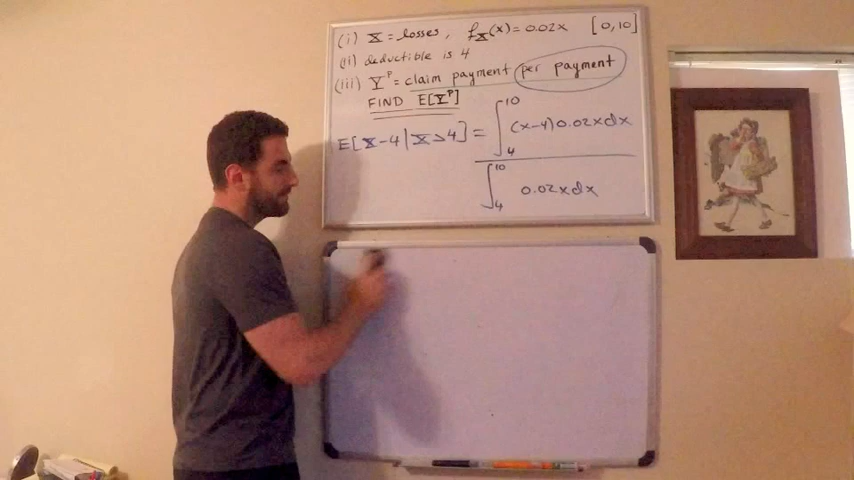 (i) X = losses, f_X(x) = 0.02x [0,10]
(ii) deductible is 4
(iii) Y^P = claim payment per payment
FIND E[Y^P]
E[X-4|X>4] = ∫_4^10 (x-4) 0.02x dx
∫_4^10 0.02x dx